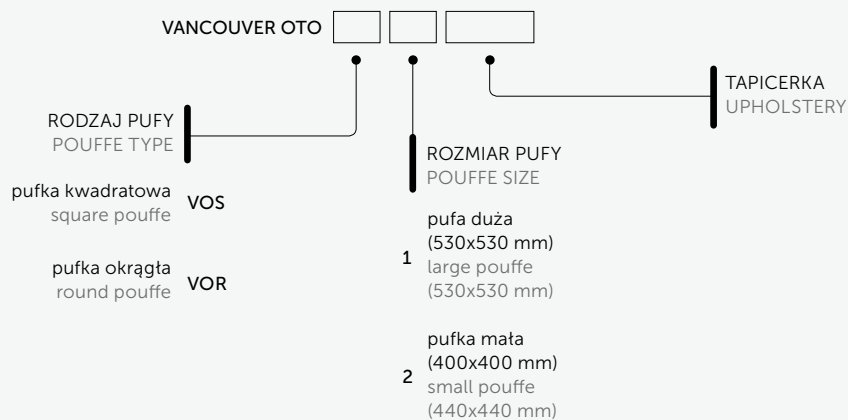 VANCOUVER OTO
RODZAJ PUFY
POUFFE TYPE
pufka kwadratowa
square pouffe
VOS
pufka okrągła
round pouffe
VOR
ROZMIAR PUFY
POUFFE SIZE
1
pufa duża
(530x530 mm)
large pouffe
(530x530 mm)
2
pufka mała
(400x400 mm)
small pouffe
(440x440 mm)
TAPICERKA
UPHOLSTERY